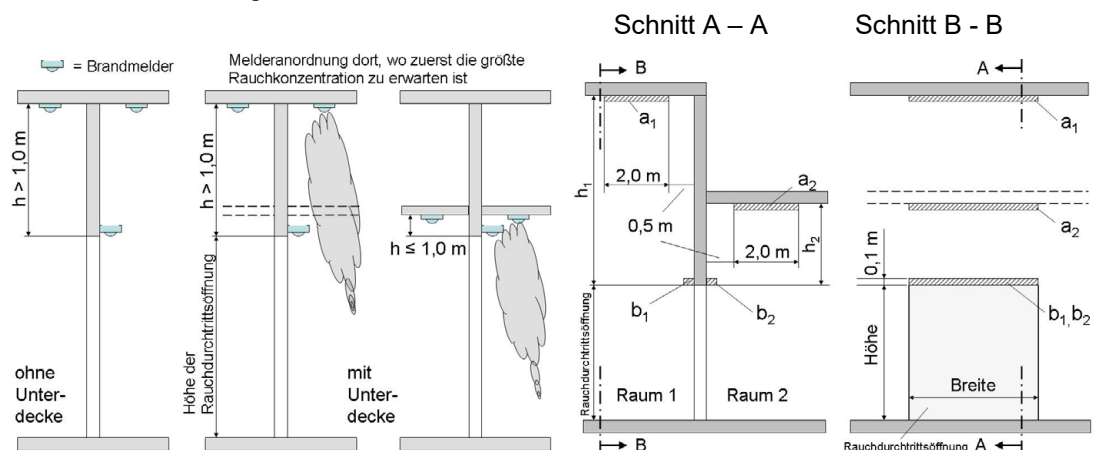 Schnitt A – A
Schnitt B - B
= Brandmelder
Melderanordnung dort, wo zuerst die größte
Rauchkonzentration zu erwarten ist
h > 1,0 m
ohne
Unter-
decke
h > 1,0 m
Höhe der
Rauchdurchtrittsöffnung
mit
Unter-
decke
h ≤ 1,0 m
B
a1
h1
2,0 m
0,5 m
a2
2,0 m
h2
b1
b2
Rauchdurchtrittsöffnung
Raum 1
Raum 2
B
A
a1
a2
0,1 m
b1,b2
Höhe
Breite
Rauchdurchtrittsöffnung
A